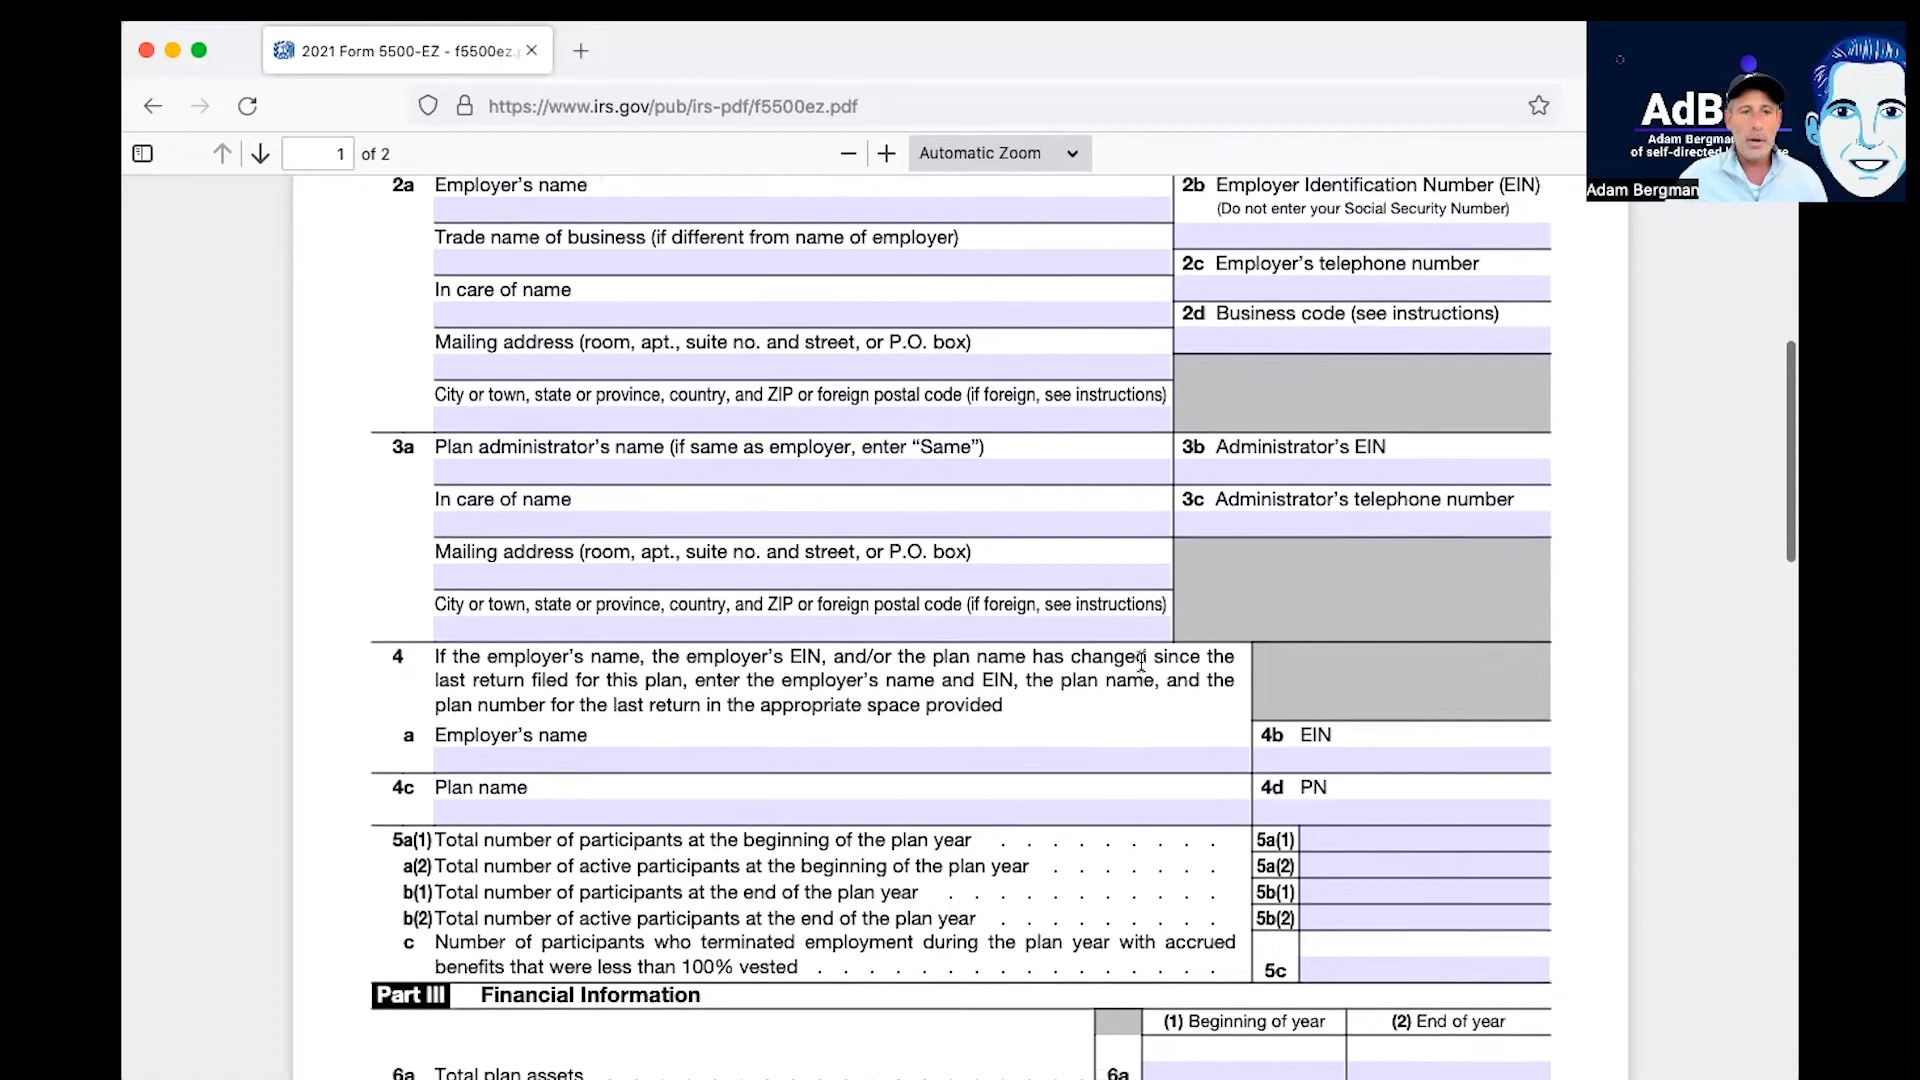 2021 Form 5500-EZ - f5500ez.
https://www.irs.gov/pub/irs-pdf/f5500ez.pdf
1 of 2
Automatic Zoom
AdB
Adam Bergma
of self-directed
Adam Bergman
2a Employer's name
2b Employer Identification Number (EIN)
(Do not enter your Social Security Number)
Trade name of business (if different from name of employer)
2c Employer's telephone number
In care of name
2d Business code (see instructions)
Mailing address (room, apt., suite no. and street, or P.O. box)
City or town, state or province, country, and ZIP or foreign postal code (if foreign, see instructions)
3a Plan administrator's name (if same as employer, enter “Same”)
3b Administrator's EIN
In care of name
3c Administrator's telephone number
Mailing address (room, apt., suite no. and street, or P.O. box)
City or town, state or province, country, and ZIP or foreign postal code (if foreign, see instructions)
4 If the employer's name, the employer's EIN, and/or the plan name has changed since the
last return filed for this plan, enter the employer's name and EIN, the plan name, and the
plan number for the last return in the appropriate space provided
a Employer's name
4b EIN
4c Plan name
4d PN
5a(1) Total number of participants at the beginning of the plan year . . . . . . . . . 5a(1)
a(2) Total number of active participants at the beginning of the plan year . . . . . . . 5a(2)
b(1) Total number of participants at the end of the plan year . . . . . . . . . . . 5b(1)
b(2) Total number of active participants at the end of the plan year . . . . . . . . . 5b(2)
c Number of participants who terminated employment during the plan year with accrued
benefits that were less than 100% vested . . . . . . . . . . . . . . . . 5c
Part III Financial Information
(1) Beginning of year (2) End of year
6a Total plan assets . . . . . . . . . . . . . . . . . . . 6a